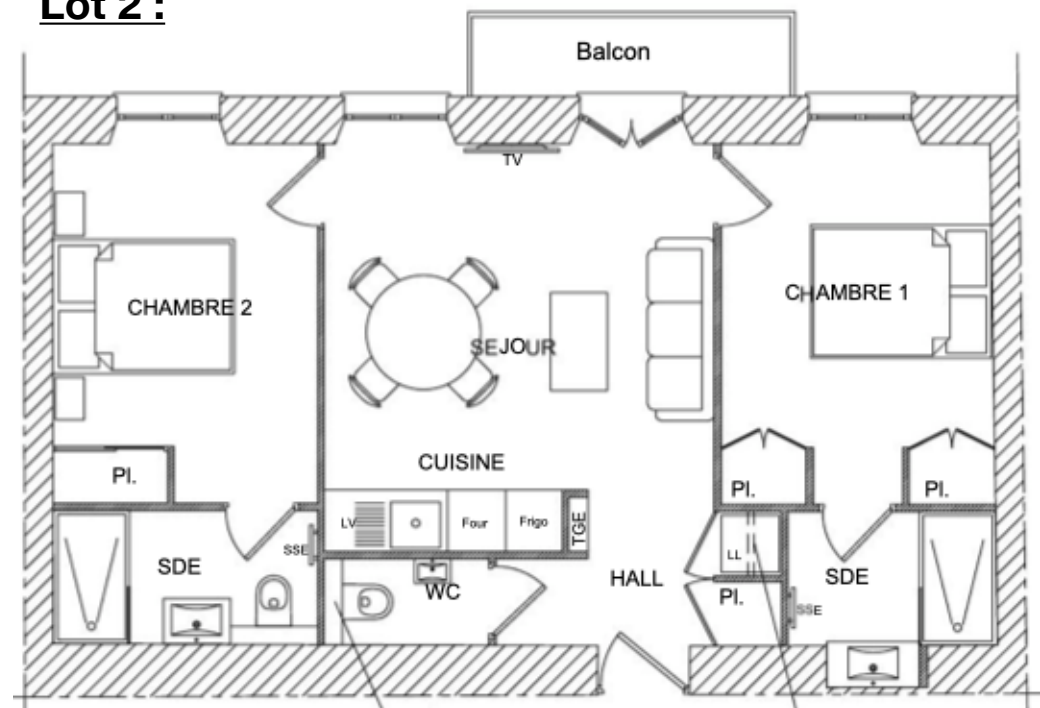 Lot 2 :
Balcon
TV
CHAMBRE 2
CHAMBRE 1
SEJOUR
CUISINE
Pl.
Pl.
Pl.
LV
Four
Frigo
TGE
SSE
SDE
WC
HALL
LL
Pl.
SDE
SSE